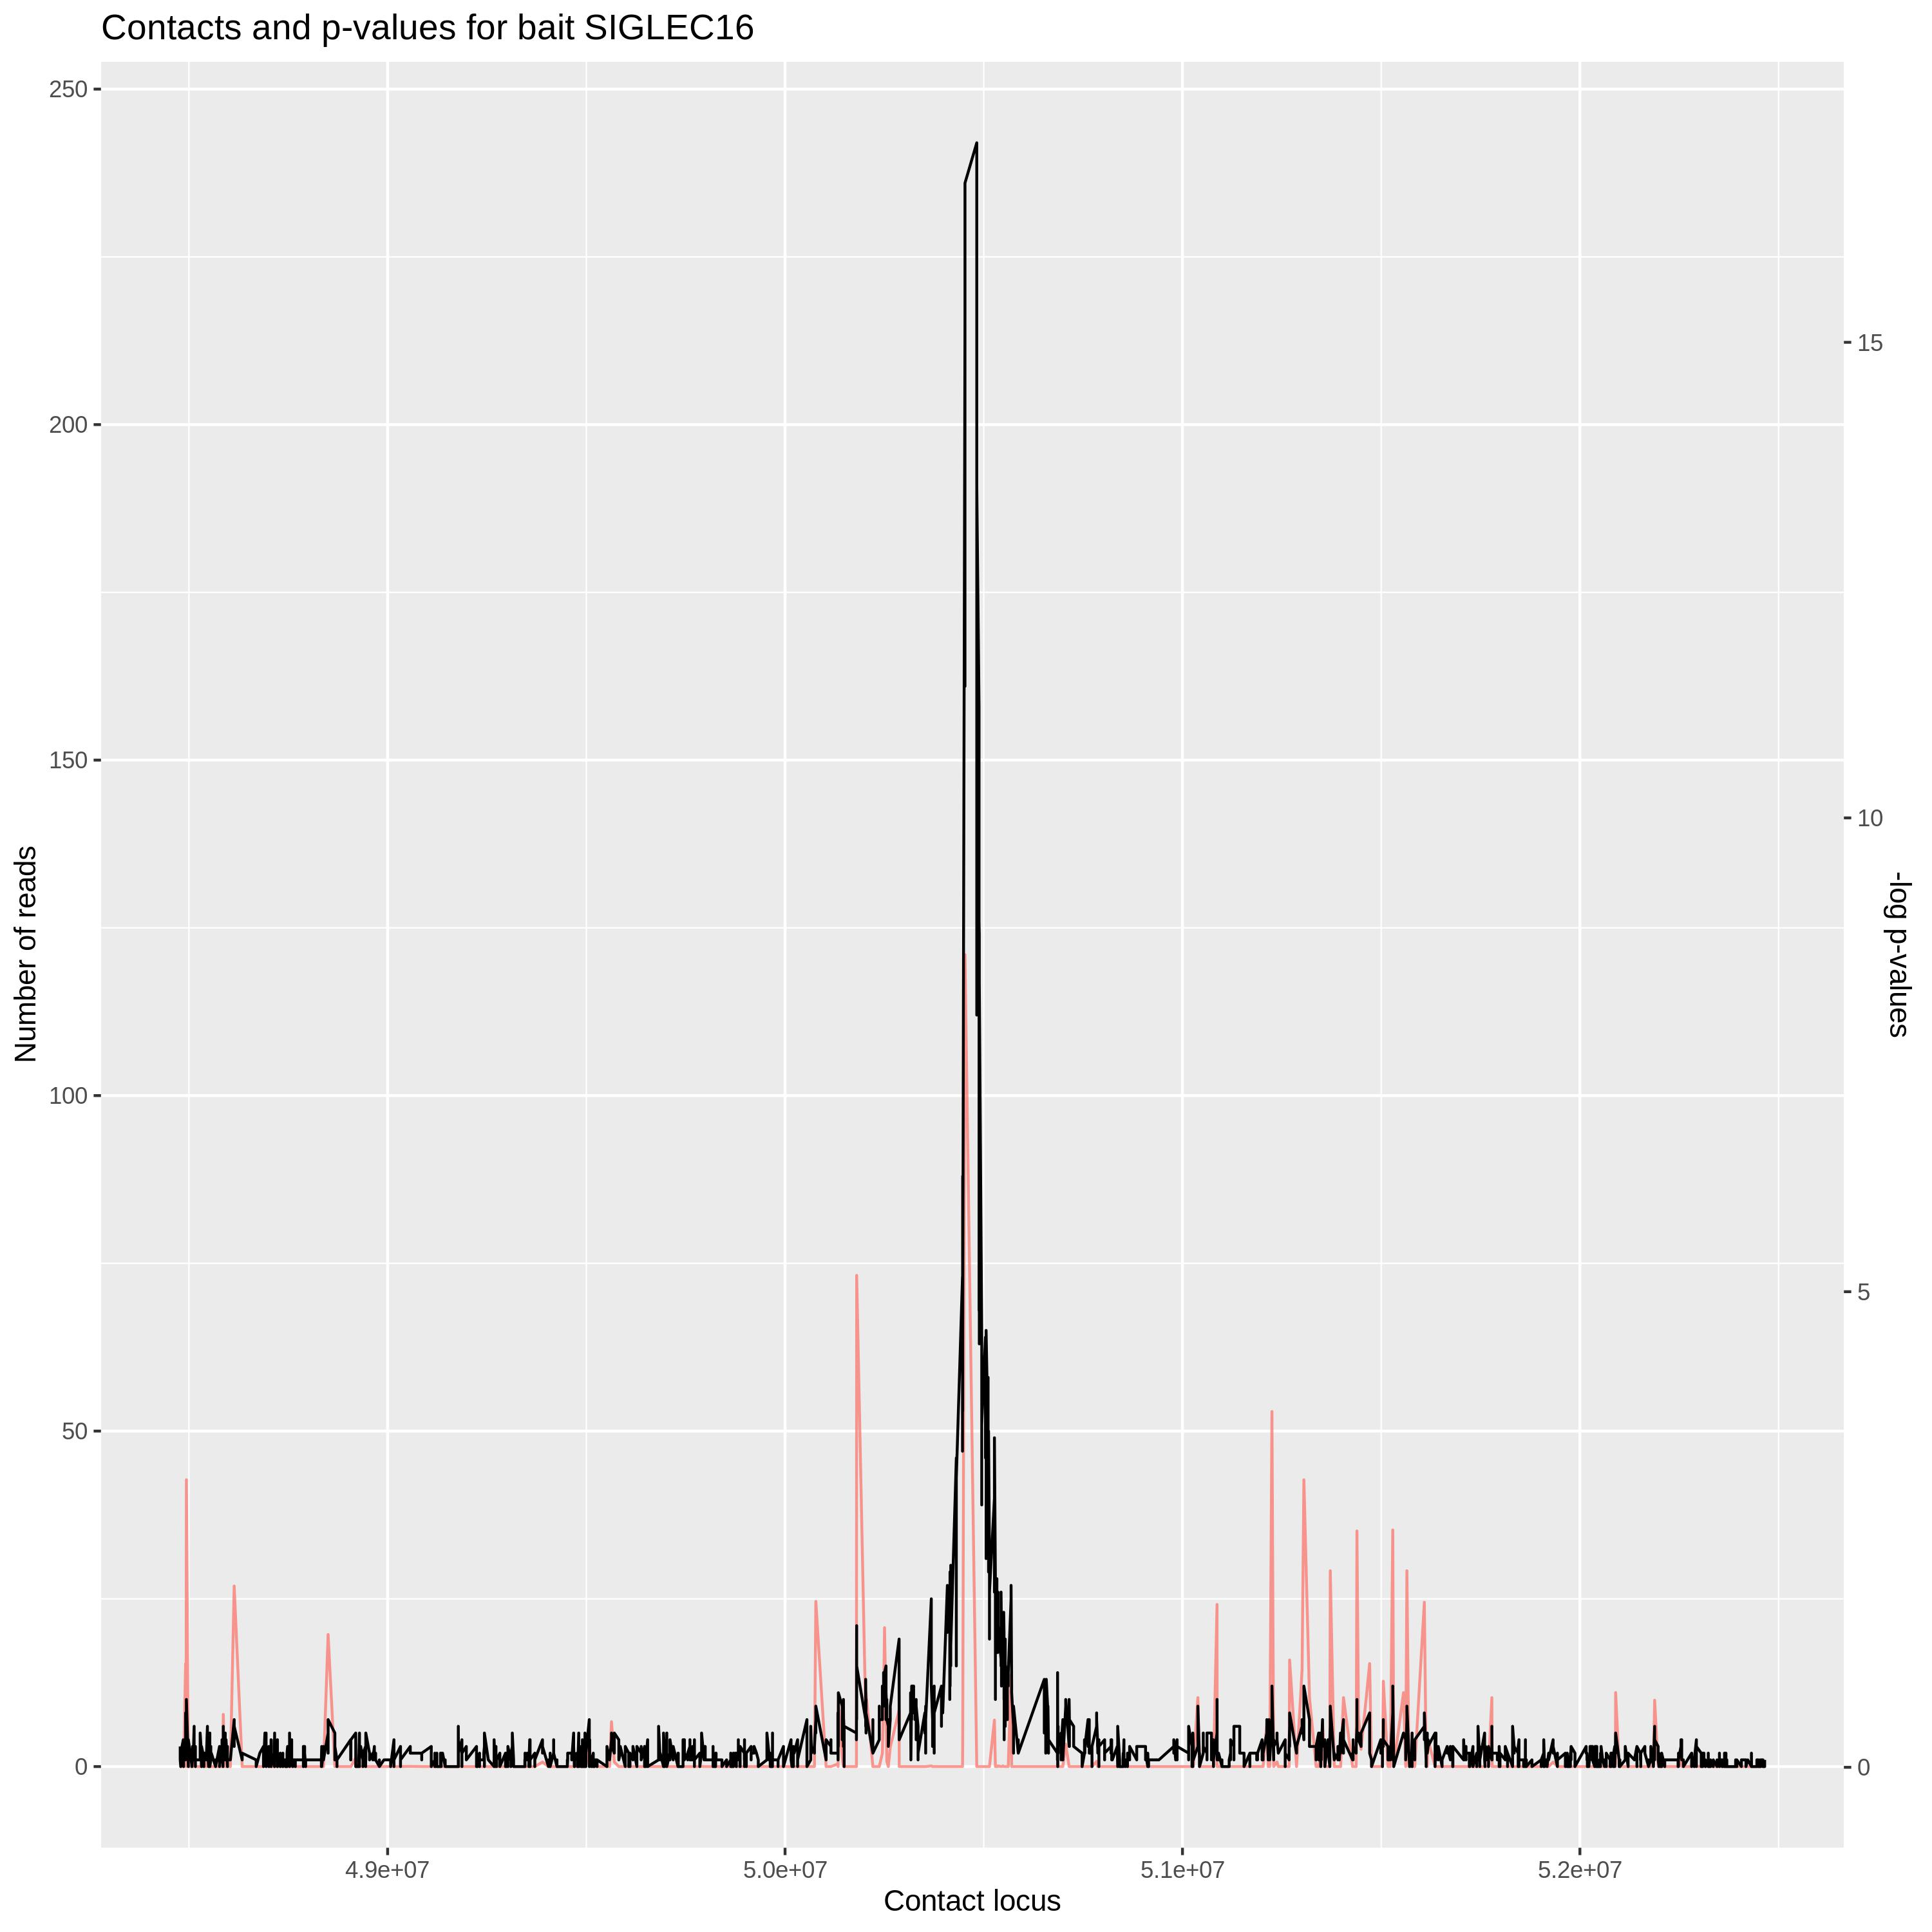 Contacts and p-values for bait SIGLEC16
250
200
150
100
50
0
15
10
5
0
Number of reads
-log p-values
4.9e+07
5.0e+07
5.1e+07
5.2e+07
Contact locus